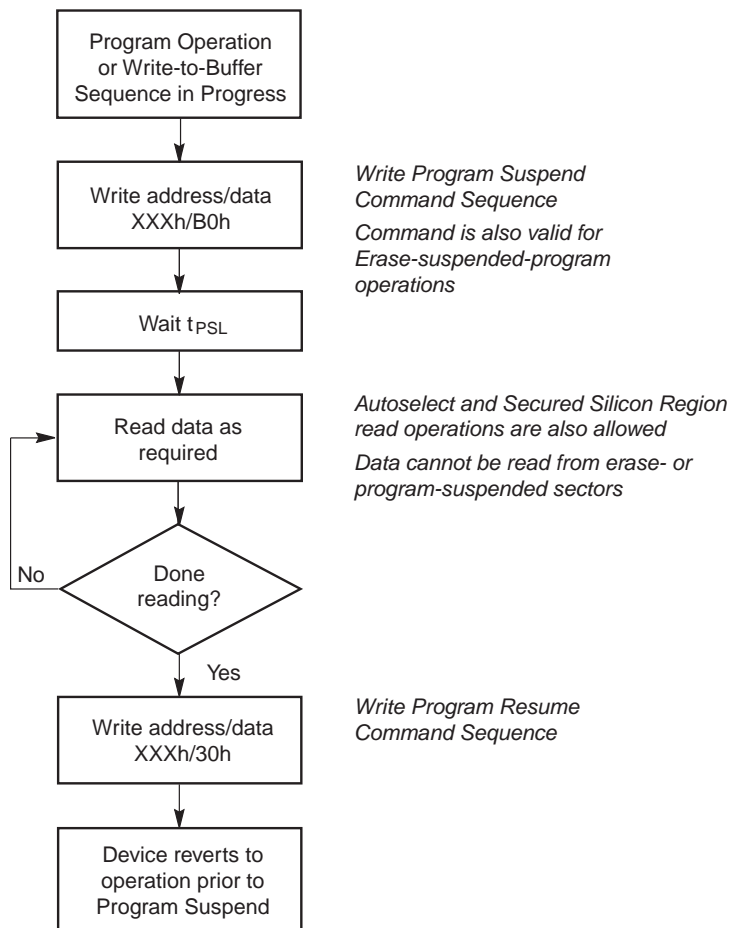 Program Operation
or Write-to-Buffer
Sequence in Progress
Write address/data
XXXh/B0h
Write Program Suspend
Command Sequence
Command is also valid for
Erase-suspended-program
operations
Wait tPSL
Read data as
required
Autoselect and Secured Silicon Region
read operations are also allowed
Data cannot be read from erase- or
program-suspended sectors
No
Done
reading?
Yes
Write address/data
XXXh/30h
Write Program Resume
Command Sequence
Device reverts to
operation prior to
Program Suspend